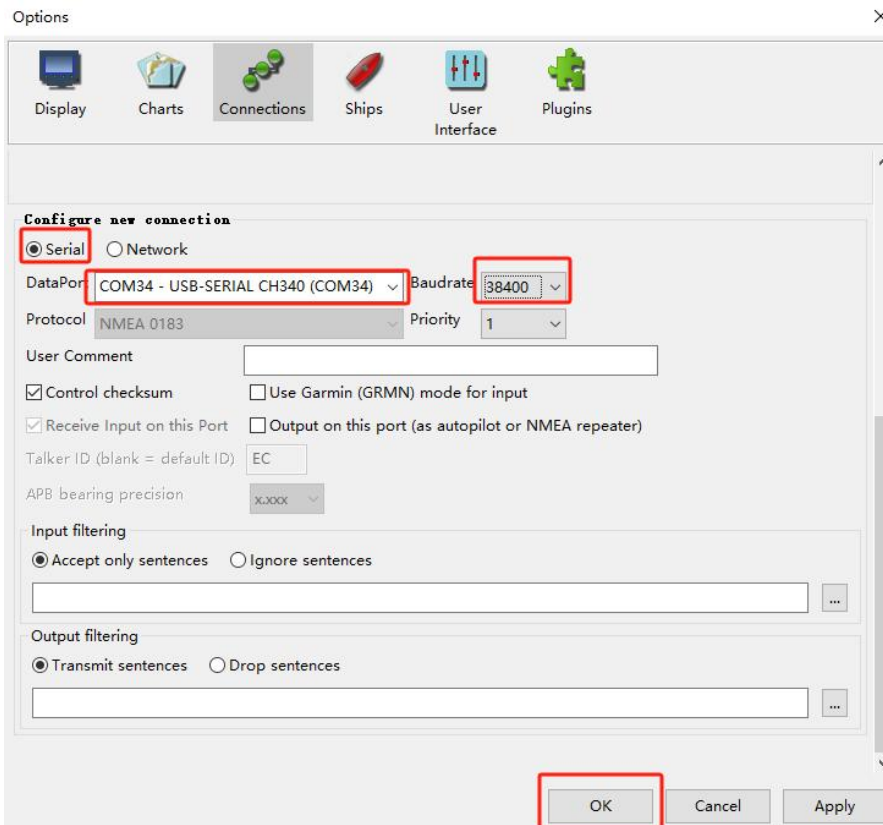 Options
Display Charts Connections Ships User Interface Plugins
Configure new connection
Serial Network
DataPort COM34 - USB-SERIAL CH340 (COM34) Baudrate 38400
Protocol NMEA 0183 Priority 1
User Comment
Control checksum Use Garmin (GRMN) mode for input
Receive Input on this Port Output on this port (as autopilot or NMEA repeater)
Talker ID (blank = default ID) EC
APB bearing precision x.xxx
Input filtering
Accept only sentences Ignore sentences
...
Output filtering
Transmit sentences Drop sentences
...
OK Cancel Apply